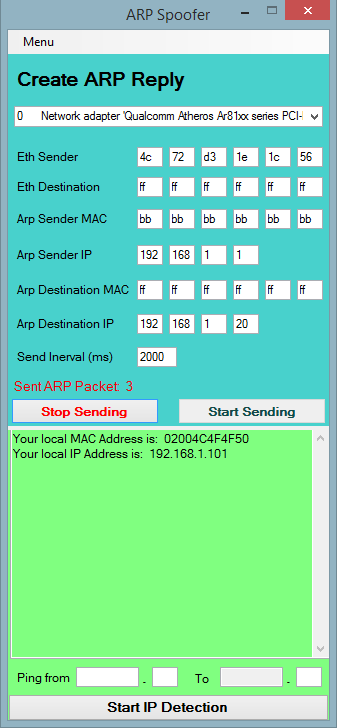 ARP Spoofer
Menu
Create ARP Reply
0 Network adapter 'Qualcomm Atheros Ar81xx series PCI-
Eth Sender 4c 72 d3 1e 1c 56
Eth Destination ff ff ff ff ff ff
Arp Sender MAC bb bb bb bb bb bb
Arp Sender IP 192 168 1 1
Arp Destination MAC ff ff ff ff ff ff
Arp Destination IP 192 168 1 20
Send Inerval (ms) 2000
Sent ARP Packet: 3
Stop Sending Start Sending
Your local MAC Address is: 02004C4F4F50
Your local IP Address is: 192.168.1.101
Ping from - To -
Start IP Detection